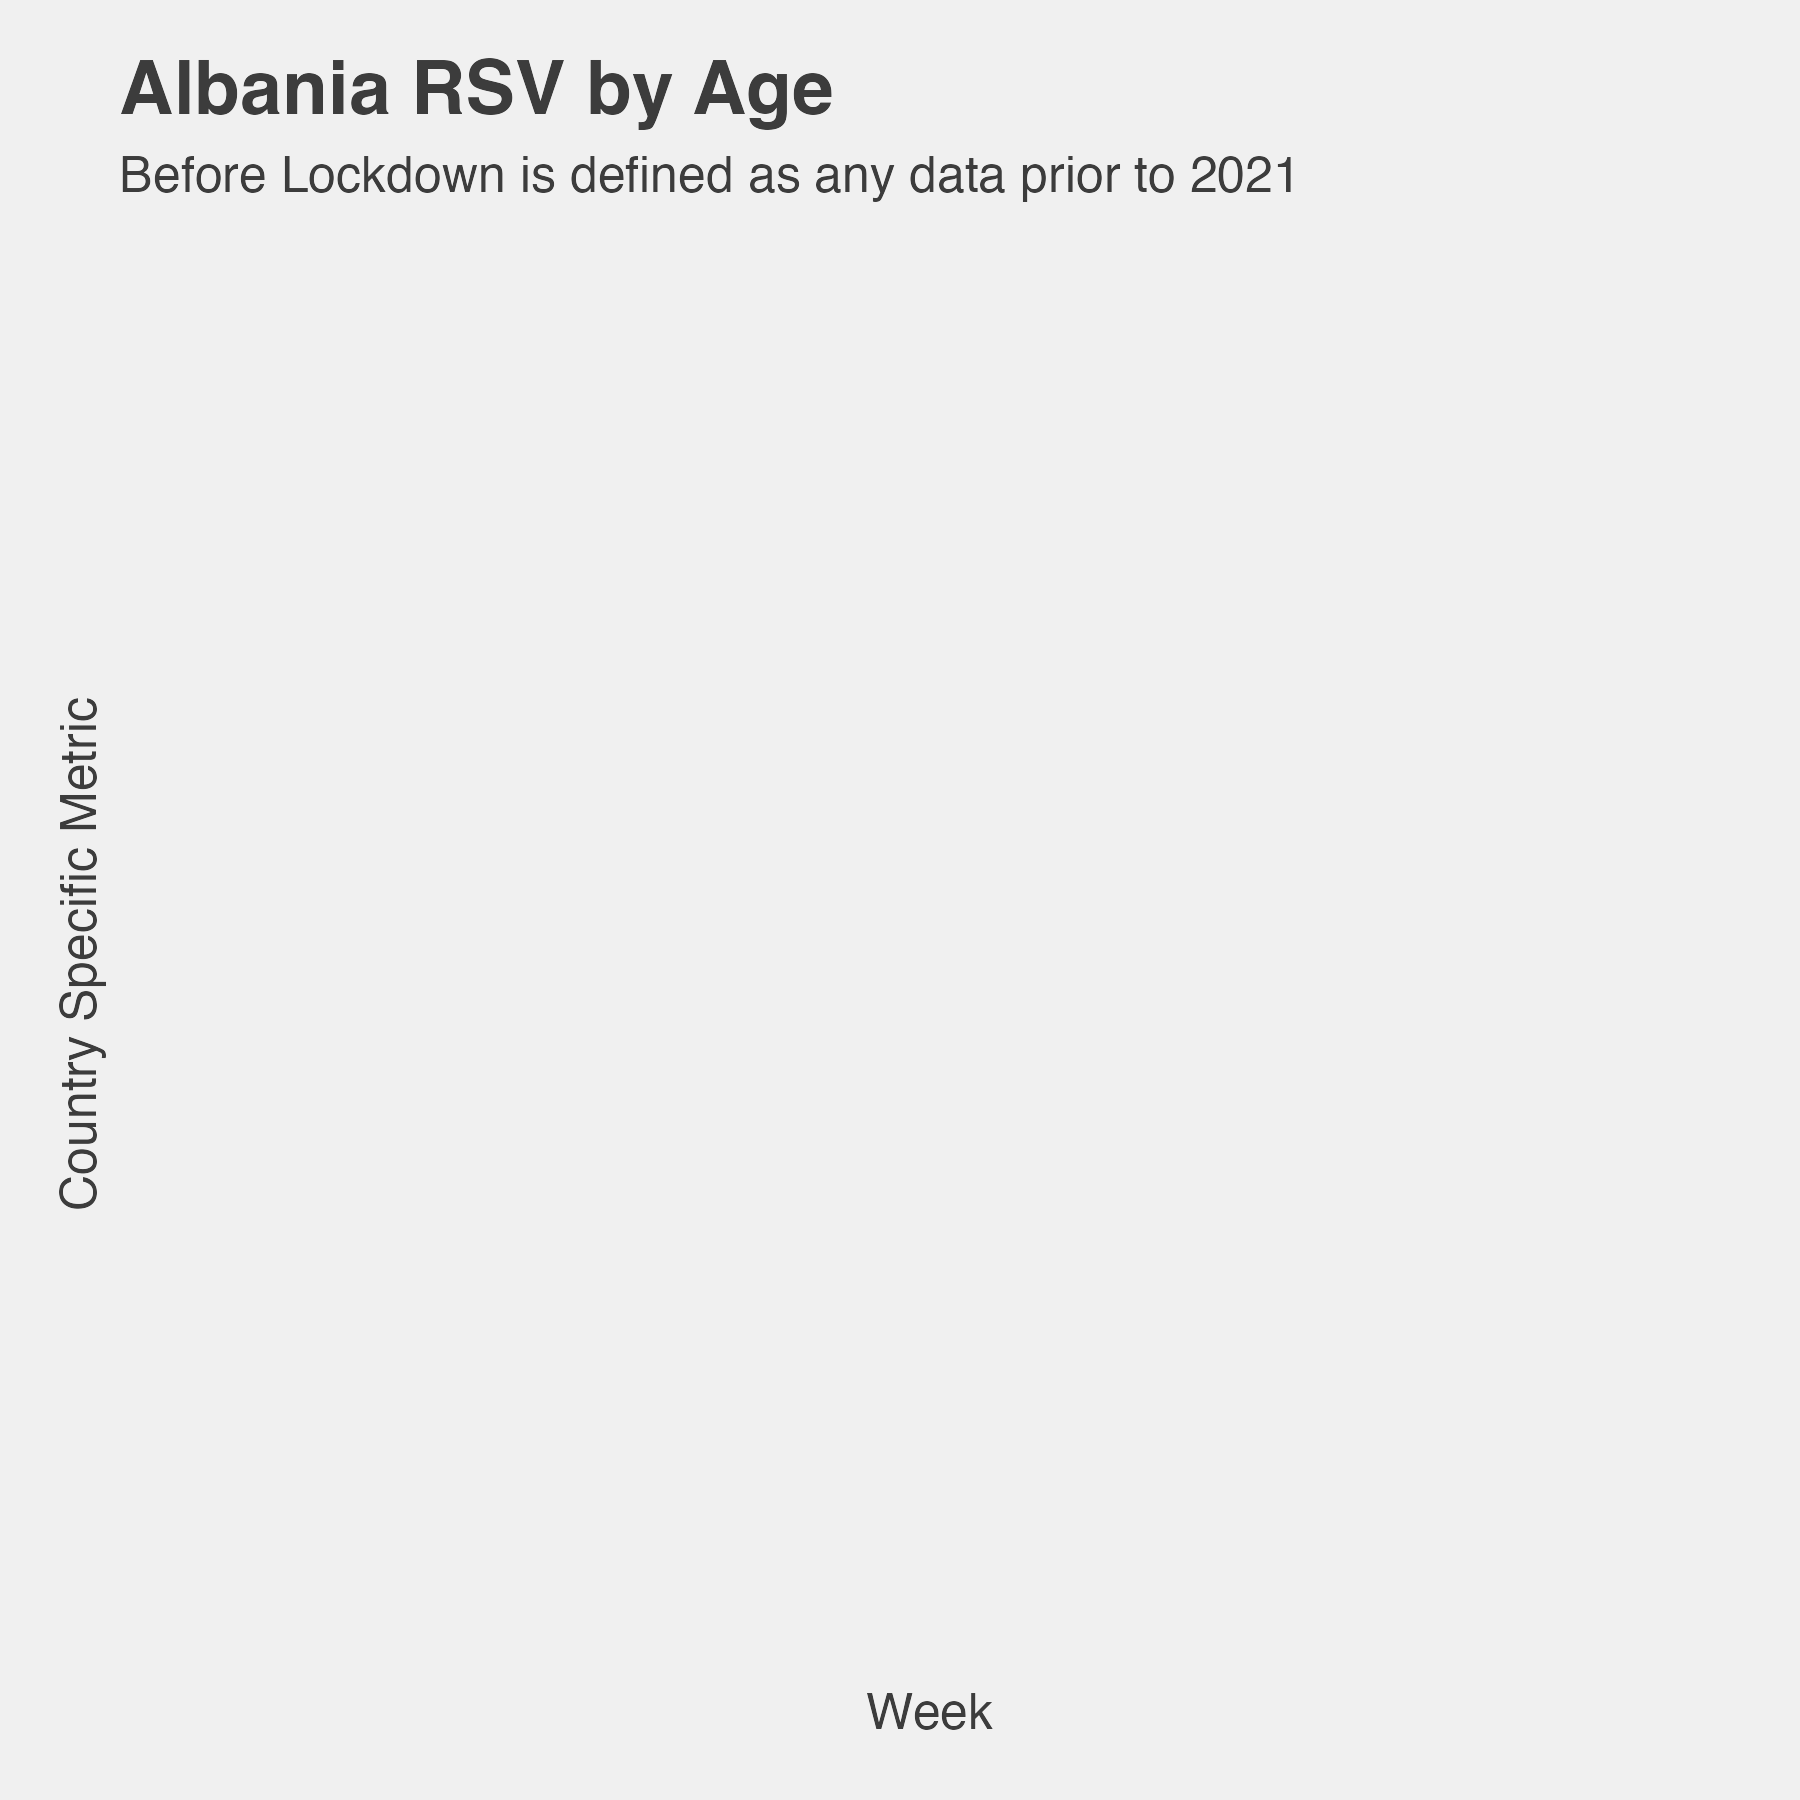 Albania RSV by Age
Before Lockdown is defined as any data prior to 2021
Country Specific Metric
Week